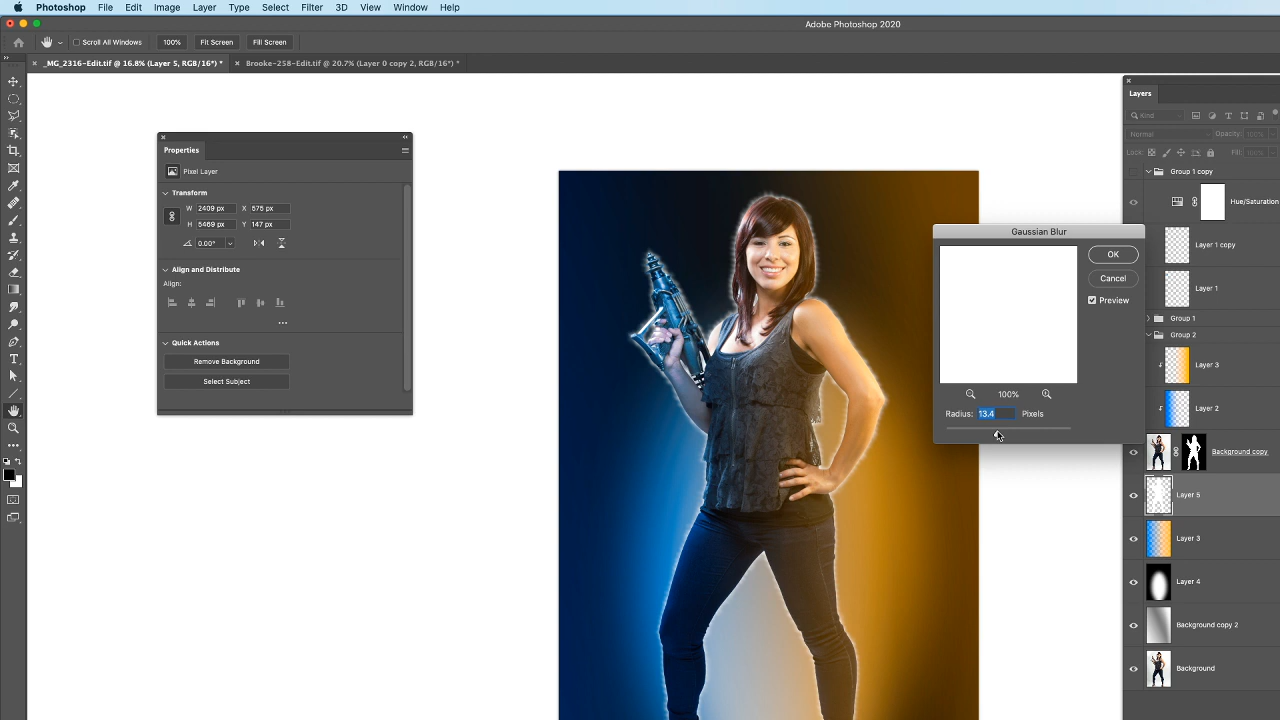 Photoshop File Edit Image Layer Type Select Filter 3D View Window Help
Adobe Photoshop 2020
Scroll All Windows 100% Fit Screen Fill Screen
_MG_2316-Edit.tif @ 16.8% (Layer 5, RGB/16*) *
Brooke-258-Edit.tif @ 20.7% (Layer 0 copy 2, RGB/16*) *
Properties
Pixel Layer
Transform
W 2409 px X 575 px
H 5469 px Y 147 px
0.00°
Align and Distribute
Align:
Quick Actions
Remove Background
Select Subject
Gaussian Blur
OK
Cancel
Preview
100%
Radius: 13.4 Pixels
Layers
Kind
Normal Opacity: 100%
Lock: Fill: 100%
Group 1 copy
Hue/Saturation
Layer 1 copy
Layer 1
Group 1
Group 2
Layer 3
Layer 2
Background copy
Layer 5
Layer 3
Layer 4
Background copy 2
Background